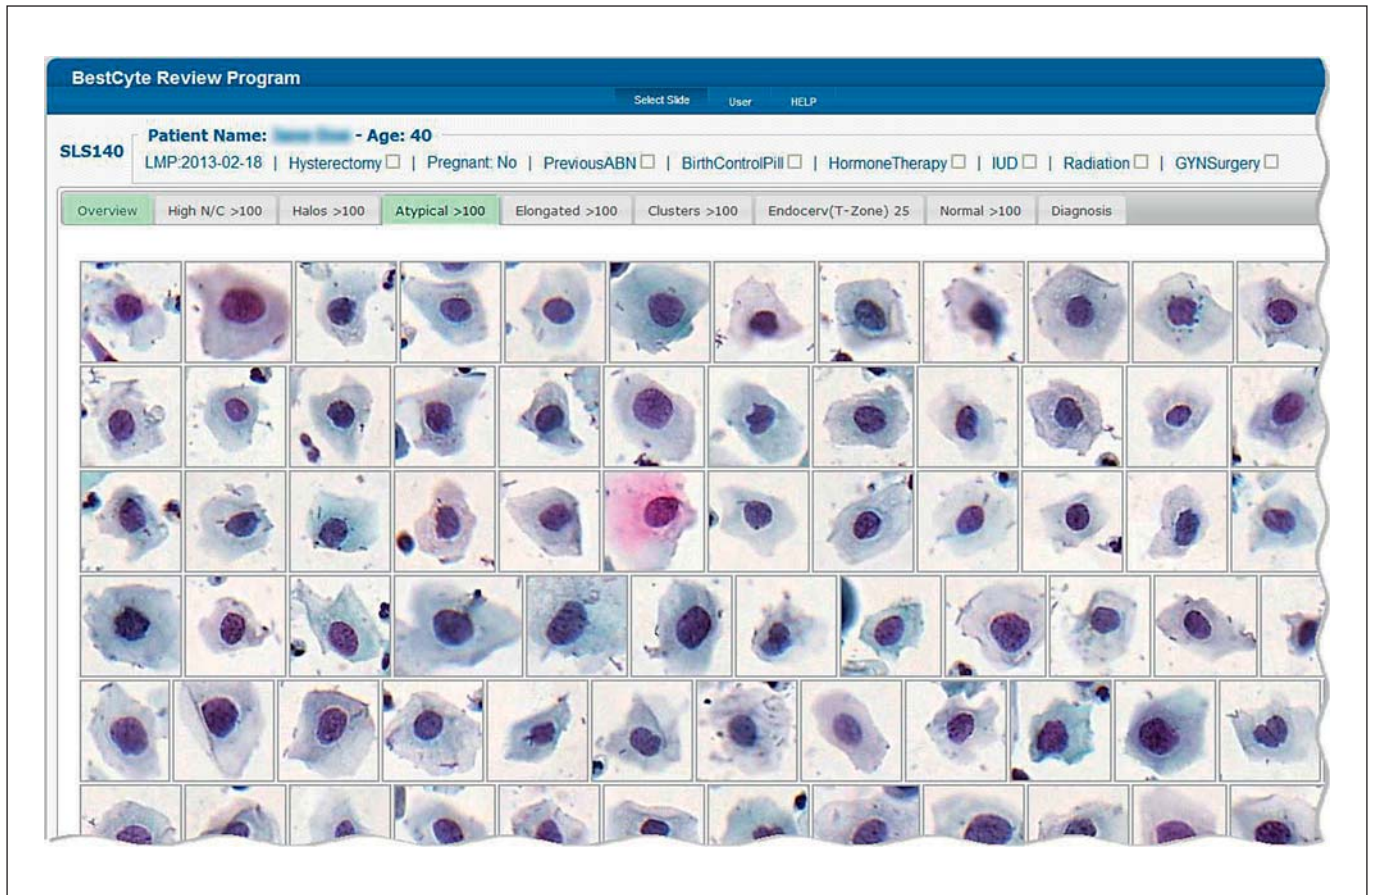 BestCyte Review Program
Select Slide User HELP
SLS140
Patient Name: - Age: 40
LMP:2013-02-18 | Hysterectomy | Pregnant: No | PreviousABN | BirthControlPill | HormoneTherapy | IUD | Radiation | GYNSurgery
Overview High N/C >100 Halos >100 Atypical >100 Elongated >100 Clusters >100 Endocerv(T-Zone) 25 Normal >100 Diagnosis